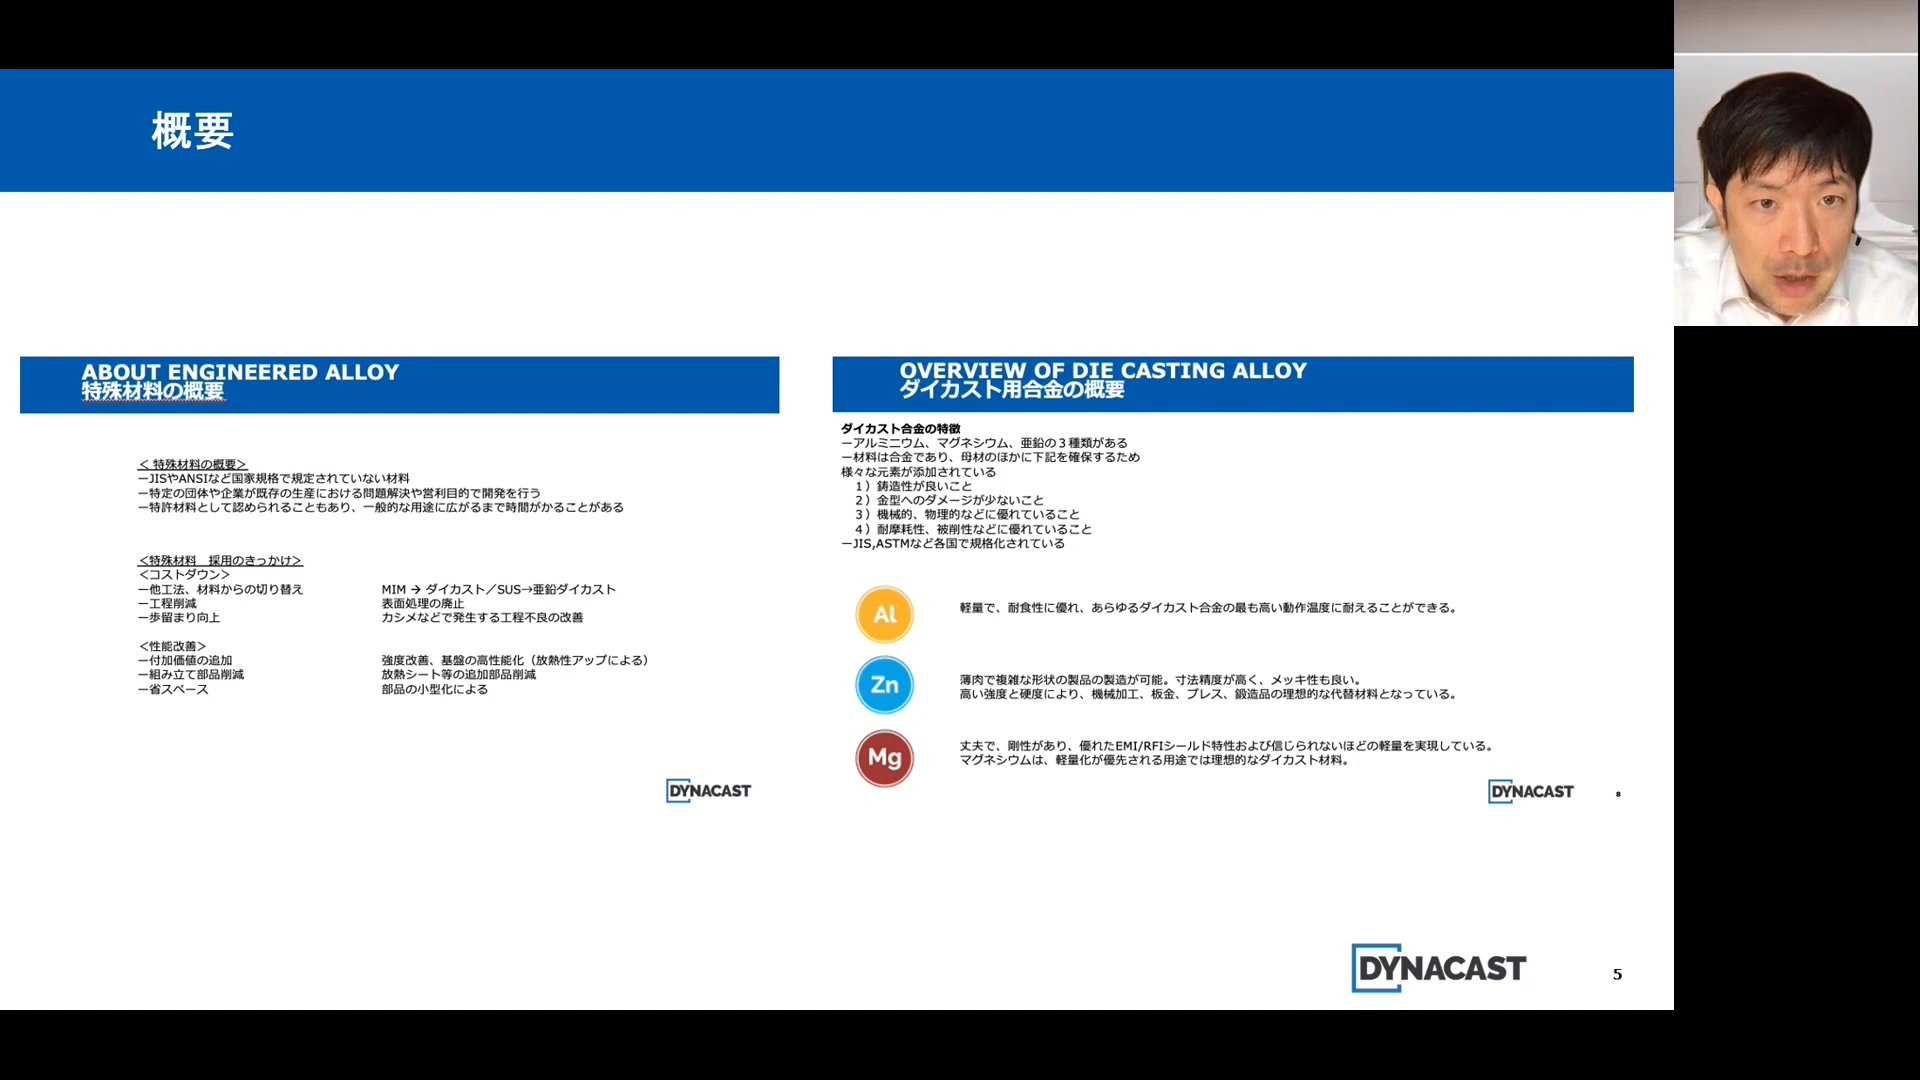 概要
ABOUT ENGINEERED ALLOY
特殊材料の概要
＜ 特殊材料の概要＞
ーJISやANSIなど国家規格で規定されていない材料
ー特定の団体や企業が既存の生産における問題解決や営利目的で開発を行う
ー特許材料として認められることもあり、一般的な用途に広がるまで時間がかることがある
＜特殊材料　採用のきっかけ＞
＜コストダウン＞
ー他工法、材料からの切り替え　MIM → ダイカスト／SUS→亜鉛ダイカスト
ー工程削減　表面処理の廃止
ー歩留まり向上　カシメなどで発生する工程不良の改善
＜性能改善＞
ー付加価値の追加　強度改善、基盤の高性能化（放熱性アップによる）
ー組み立て部品削減　放熱シート等の追加部品削減
ー省スペース　部品の小型化による
DYNACAST
OVERVIEW OF DIE CASTING ALLOY
ダイカスト用合金の概要
ダイカスト合金の特徴
ーアルミニウム、マグネシウム、亜鉛の３種類がある
ー材料は合金であり、母材のほかに下記を確保するため
様々な元素が添加されている
１）鋳造性が良いこと
２）金型へのダメージが少ないこと
３）機械的、物理的などに優れていること
４）耐摩耗性、被削性などに優れていること
ーJIS,ASTMなど各国で規格化されている
Al
軽量で、耐食性に優れ、あらゆるダイカスト合金の最も高い動作温度に耐えることができる。
Zn
薄肉で複雑な形状の製品の製造が可能。寸法精度が高く、メッキ性も良い。
高い強度と硬度により、機械加工、板金、プレス、鍛造品の理想的な代替材料となっている。
Mg
丈夫で、剛性があり、優れたEMI/RFIシールド特性および信じられないほどの軽量を実現している。
マグネシウムは、軽量化が優先される用途では理想的なダイカスト材料。
DYNACAST
8
DYNACAST
5